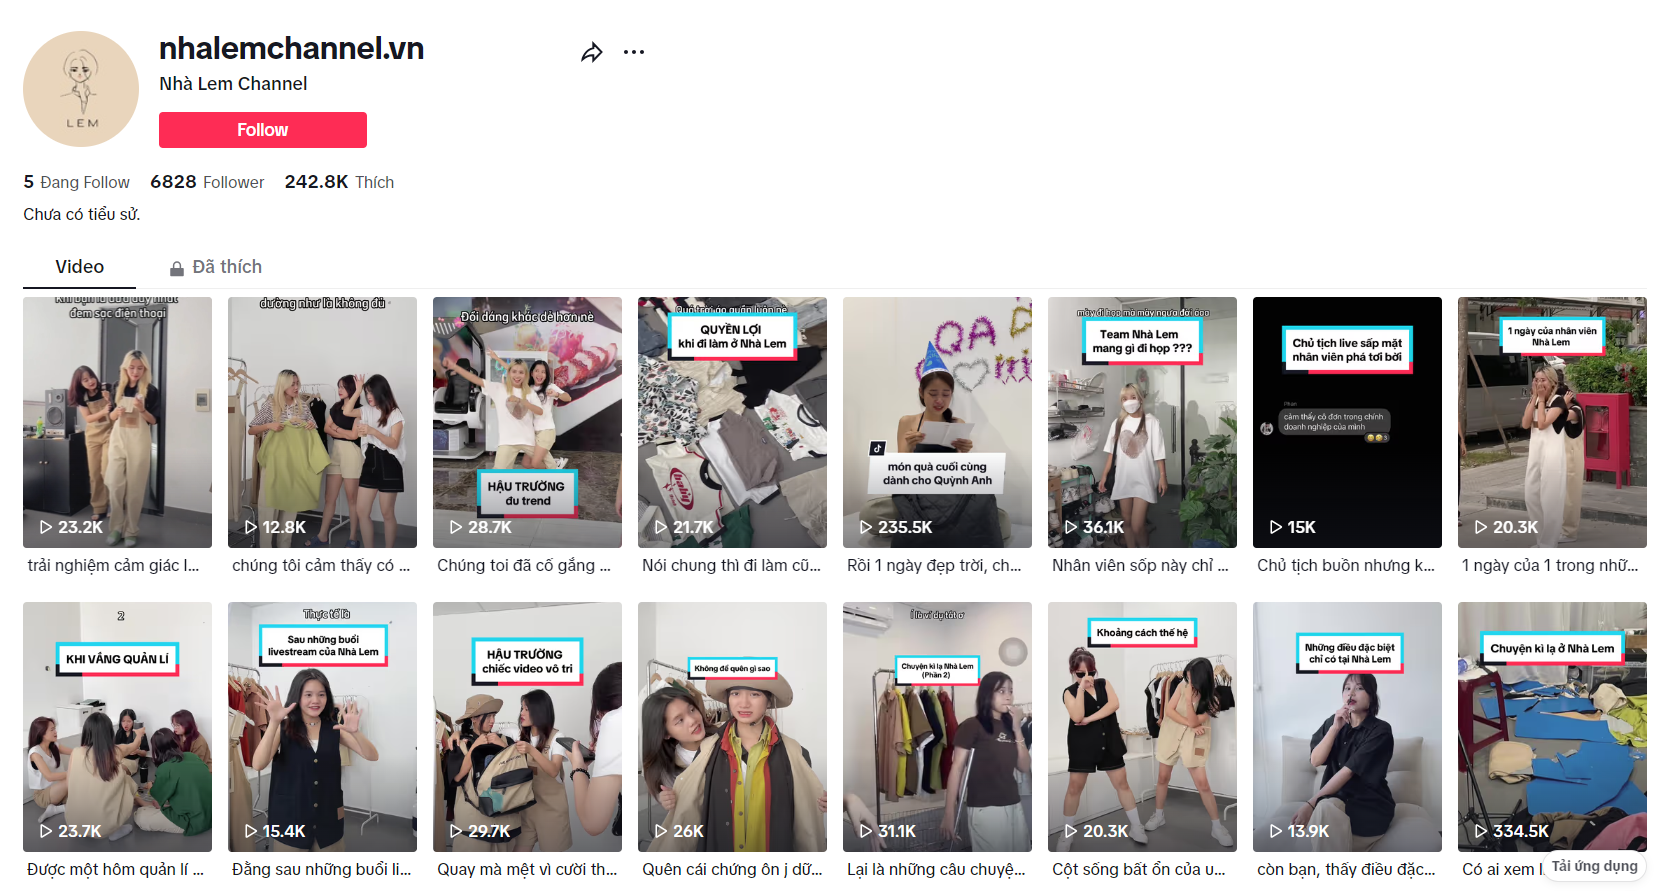 nhalemchannel.vn
Nhà Lem Channel
LEM
Follow
5 Đang Follow 6828 Follower 242.8K Thích
Chưa có tiểu sử.
Video
Đã thích
đem sọc điện thoại
23.2K
trải nghiệm cảm giác l...
dường như là không đủ
12.8K
chúng tôi cảm thấy có ...
Đổi dáng khác dè hơn nè
HẬU TRƯỜNG
đu trend
28.7K
Chúng toi đã cố gắng ...
QUYỀN LỢI
khi đi làm ở Nhà Lem
21.7K
Nói chung thì đi làm cũ...
món quà cuối cùng
dành cho Quỳnh Anh
235.5K
Rồi 1 ngày đẹp trời, ch...
Team Nhà Lem
mang gì đi họp ???
36.1K
Nhân viên sốp này chỉ ...
Chủ tịch live sấp mặt
nhân viên phá tơi bời
Phan
cảm thấy cô đơn trong chính
doanh nghiệp của mình
15K
Chủ tịch buồn nhưng k...
1 ngày của nhân viên
Nhà Lem
20.3K
1 ngày của 1 trong nhữ...
2
KHI VẮNG QUẢN LÍ
23.7K
Được một hôm quản lí ...
Thực tế là
Sau những buổi
livestream của Nhà Lem
15.4K
Đằng sau những buổi li...
HẬU TRƯỜNG
chiếc video vô tri
29.7K
Quay mà mệt vì cười th...
Không để quên gì sao
26K
Quên cái chứng ôn j dữ...
Chuyện kì lạ Nhà Lem
(Phần 2)
31.1K
Lại là những câu chuyệ...
Khoảng cách thế hệ
20.3K
Cột sống bất ổn của u...
Những điều đặc biệt
chỉ có tại Nhà Lem
13.9K
còn bạn, thấy điều đặc...
Chuyện kì lạ ở Nhà Lem
334.5K
Có ai xem
Tải ứng dụng